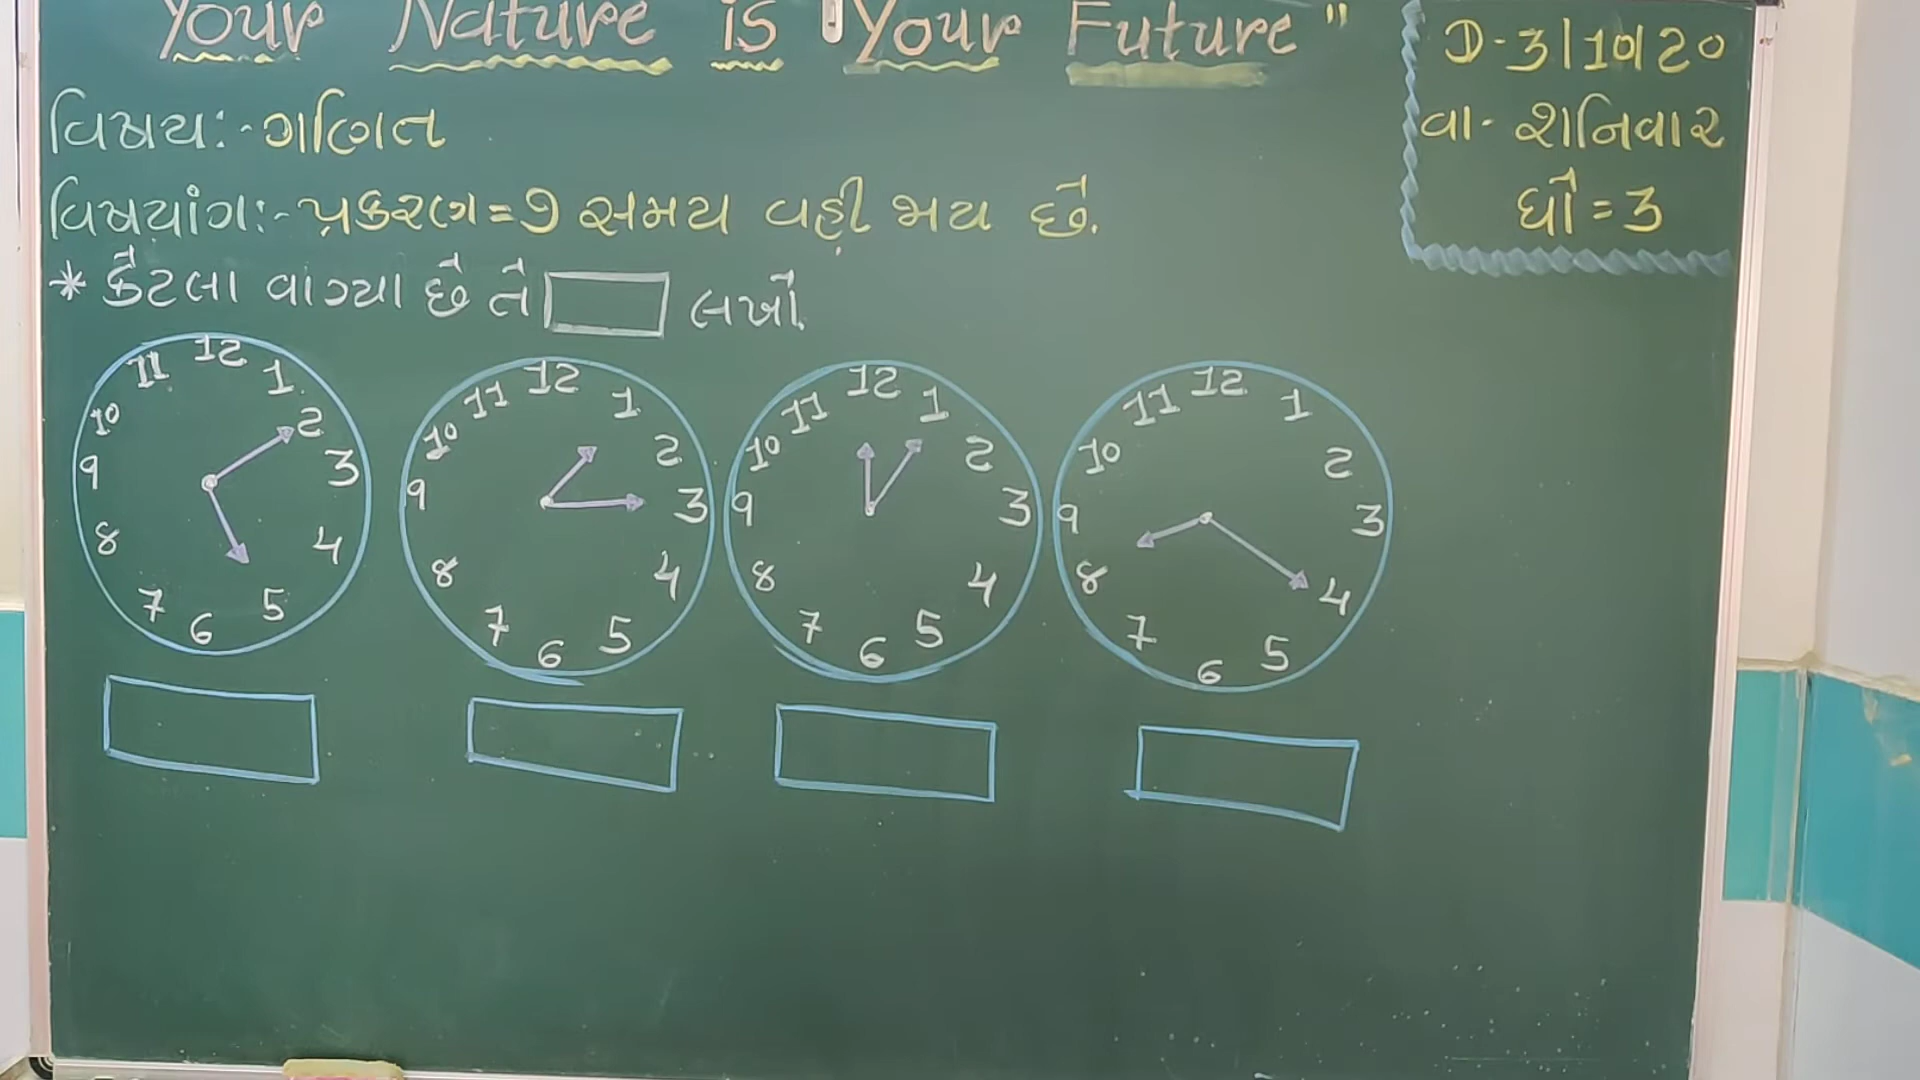 Your Nature is "Your Future"
વિષય:- ગણિત
વિષયાંગ:- પ્રકરણ=૭ સમય વહી જાય છે.
* કેટલા વાગ્યા છે તે લખો.
D-3/10/20
વા- શનિવાર
ધો=3
12 1 2 3 4 5 6 7 8 9 10 11
12 1 2 3 4 5 6 7 8 9 10 11
12 1 2 3 4 5 6 7 8 9 10 11
12 1 2 3 4 5 6 7 8 9 10 11